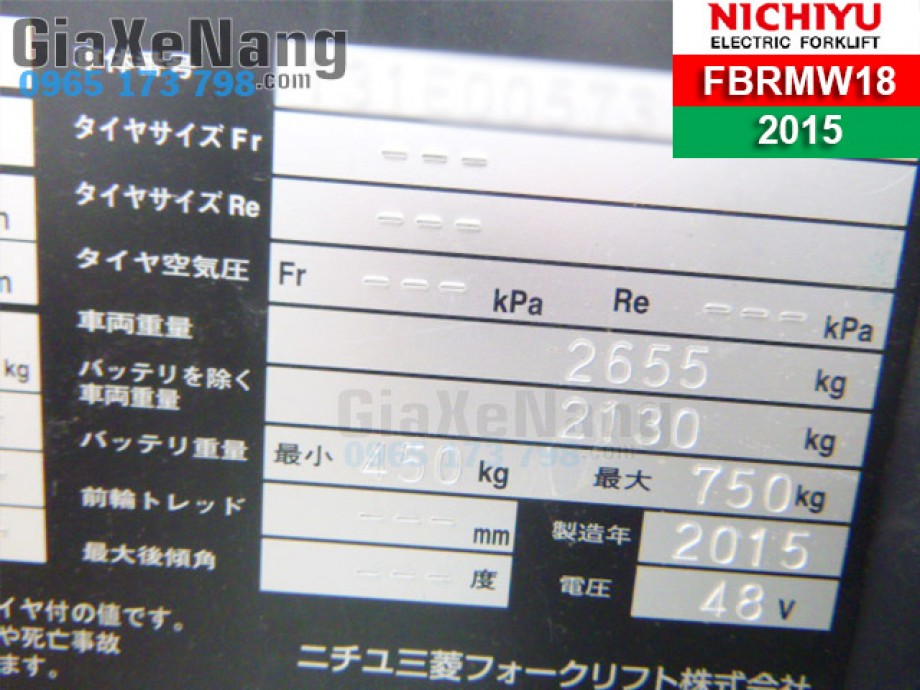 GiaXeNang
.com
0965 173 798
NICHIYU
ELECTRIC FORKLIFT
FBRMW18
2015
タイヤサイズ Fr - - -
タイヤサイズ Re - - -
タイヤ空気圧 Fr - - - kPa Re - - - kPa
車両重量 2655 kg
kg
バッテリを除く
車両重量 2130 kg
GiaXeNang
.com
0965 173 798
バッテリ重量 最小 450 kg 最大 750 kg
前輪トレッド - - - mm 製造年 2015
最大後傾角 - - - 度 電圧 48 V
イヤ付の値です。
や死亡事故
ます。
ニチユ三菱フォークリフト株式会社